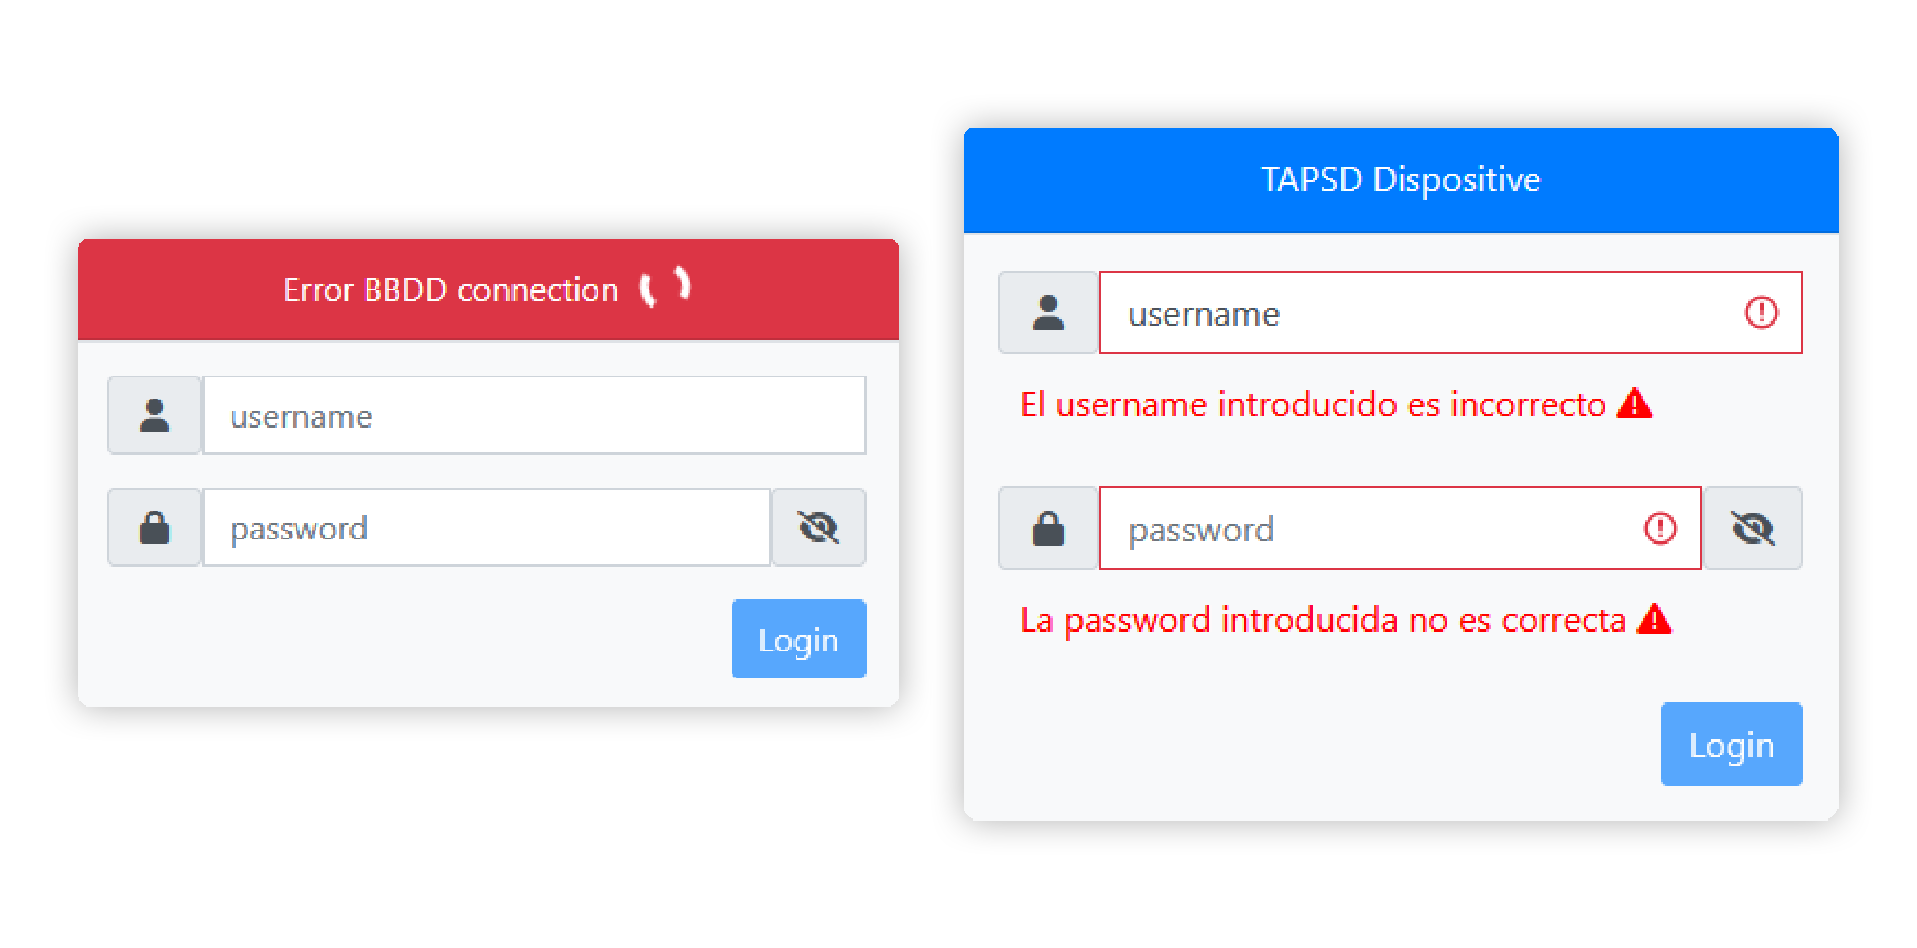 Error BBDD connection
username
password
Login
TAPSD Dispositive
username
El username introducido es incorrecto
password
La password introducida no es correcta
Login